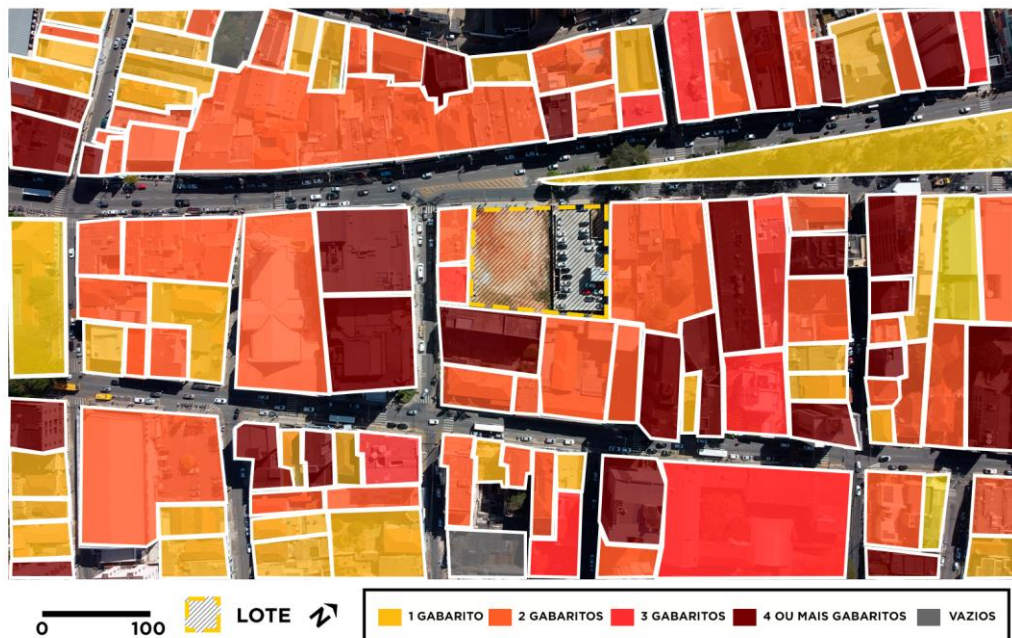 0 100
LOTE
N
1 GABARITO 2 GABARITOS 3 GABARITOS 4 OU MAIS GABARITOS VAZIOS